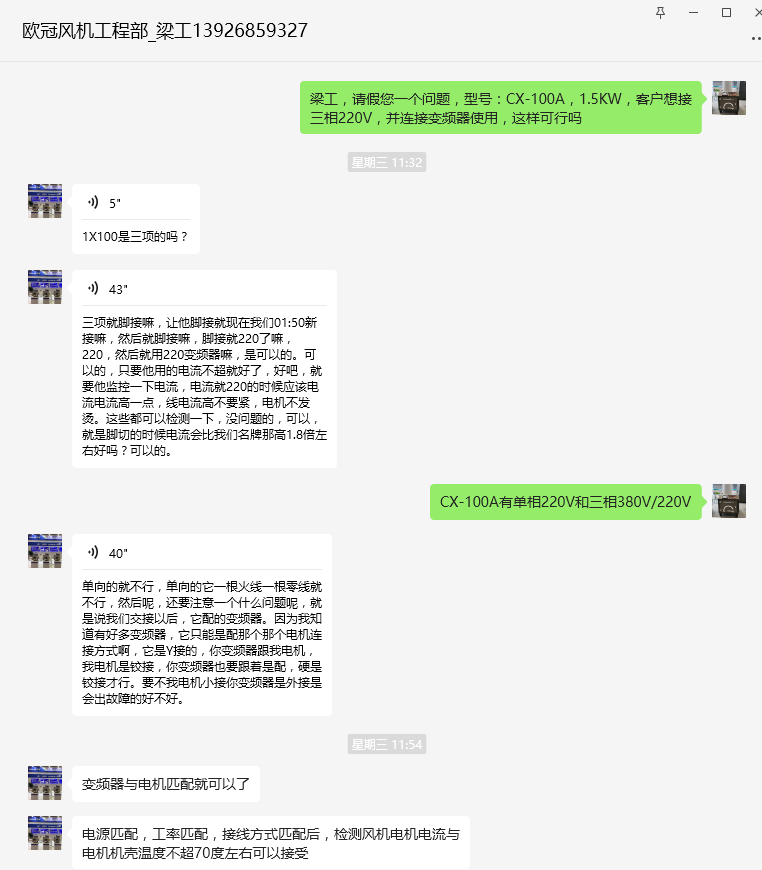 欧冠风机工程部_梁工13926859327
梁工，请假您一个问题，型号：CX-100A，1.5KW，客户想接
三相220V，并连接变频器使用，这样可行吗
星期三 11:32
5"
1X100是三项的吗？
43"
三项就脚接嘛，让他脚接就现在我们01:50新
接嘛，然后就脚接嘛，脚接就220了嘛，
220，然后就用220变频器嘛，是可以的。可
以的，只要他用的电流不超就好了，好吧，就
要他监控一下电流，电流就220的时候应该电
流电流高一点，线电流高不要紧，电机不发
烫。这些都可以检测一下，没问题的，可以，
就是脚切的时候电流会比我们名牌那高1.8倍左
右好吗？可以的。
CX-100A有单相220V和三相380V/220V
40"
单向的就不行，单向的它一根火线一根零线就
不行，然后呢，还要注意一个什么问题呢，就
是说我们交接以后，它配的变频器。因为我知
道有好多变频器，它只能是配那个那个电机连
接方式啊，它是Y接的，你变频器跟我电机，
我电机是铰接，你变频器也要跟着是配，硬是
铰接才行。要不我电机小接你变频器是外接是
会出故障的好不好。
星期三 11:54
变频器与电机匹配就可以了
电源匹配，工率匹配，接线方式匹配后，检测风机电机电流与
电机机壳温度不超70度左右可以接受